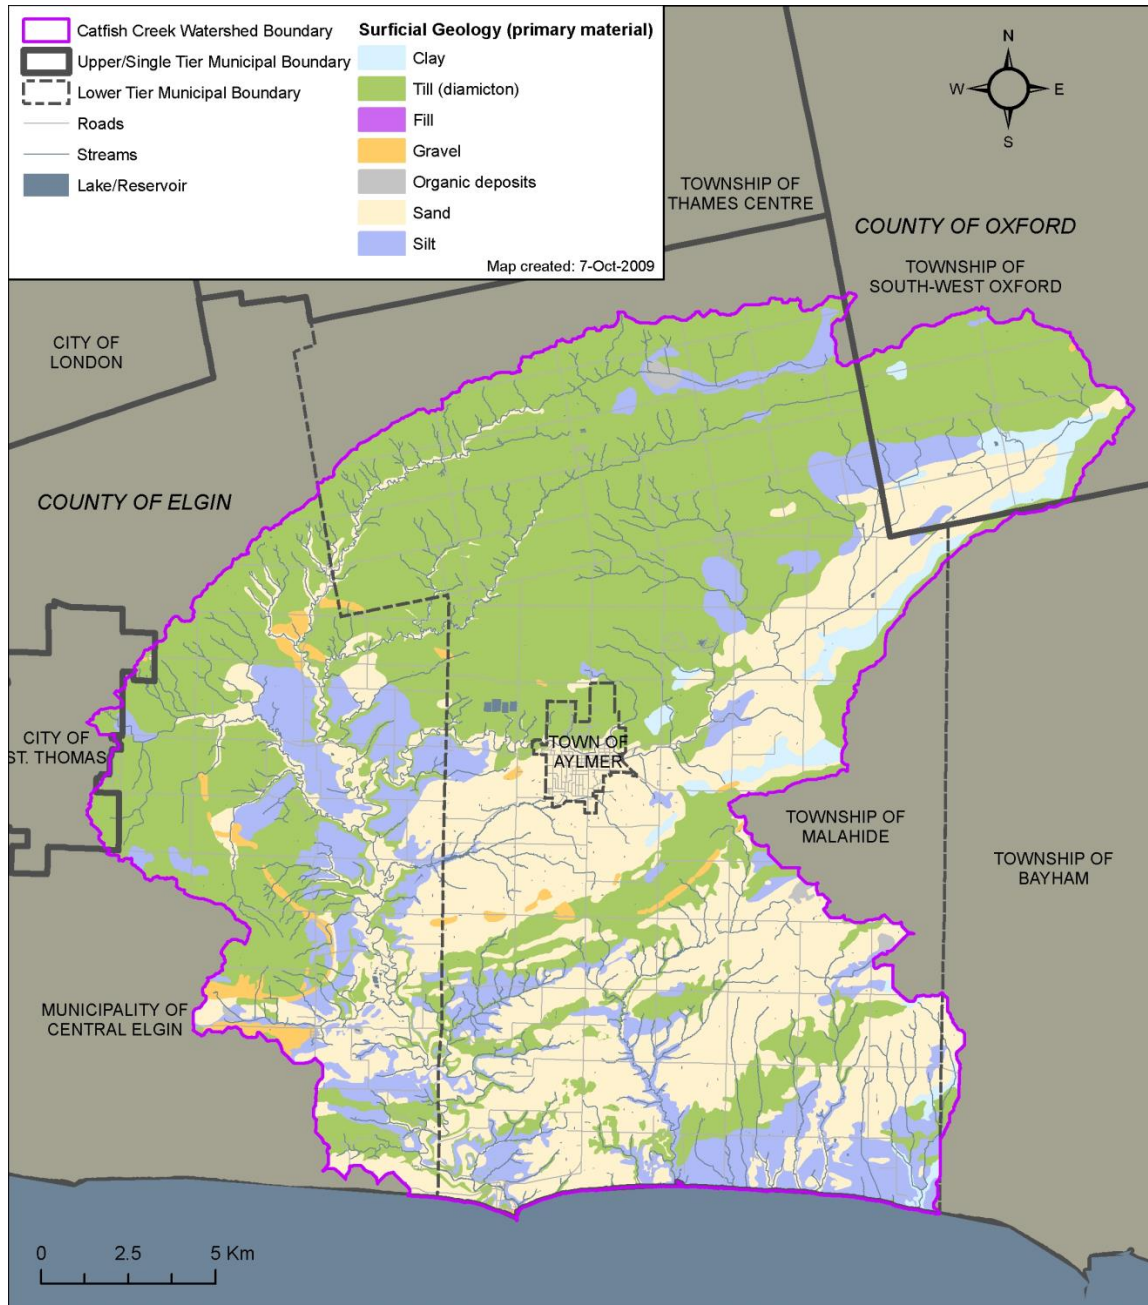 Catfish Creek Watershed Boundary
Upper/Single Tier Municipal Boundary
Lower Tier Municipal Boundary
Roads
Streams
Lake/Reservoir
Surficial Geology (primary material)
Clay
Till (diamicton)
Fill
Gravel
Organic deposits
Sand
Silt
Map created: 7-Oct-2009
N
W
E
S
TOWNSHIP OF
THAMES CENTRE
COUNTY OF OXFORD
TOWNSHIP OF
SOUTH-WEST OXFORD
CITY OF
LONDON
COUNTY OF ELGIN
CITY OF
ST. THOMAS
TOWN OF
AYLMER
TOWNSHIP OF
MALAHIDE
TOWNSHIP OF
BAYHAM
MUNICIPALITY OF
CENTRAL ELGIN
0 2.5 5 Km